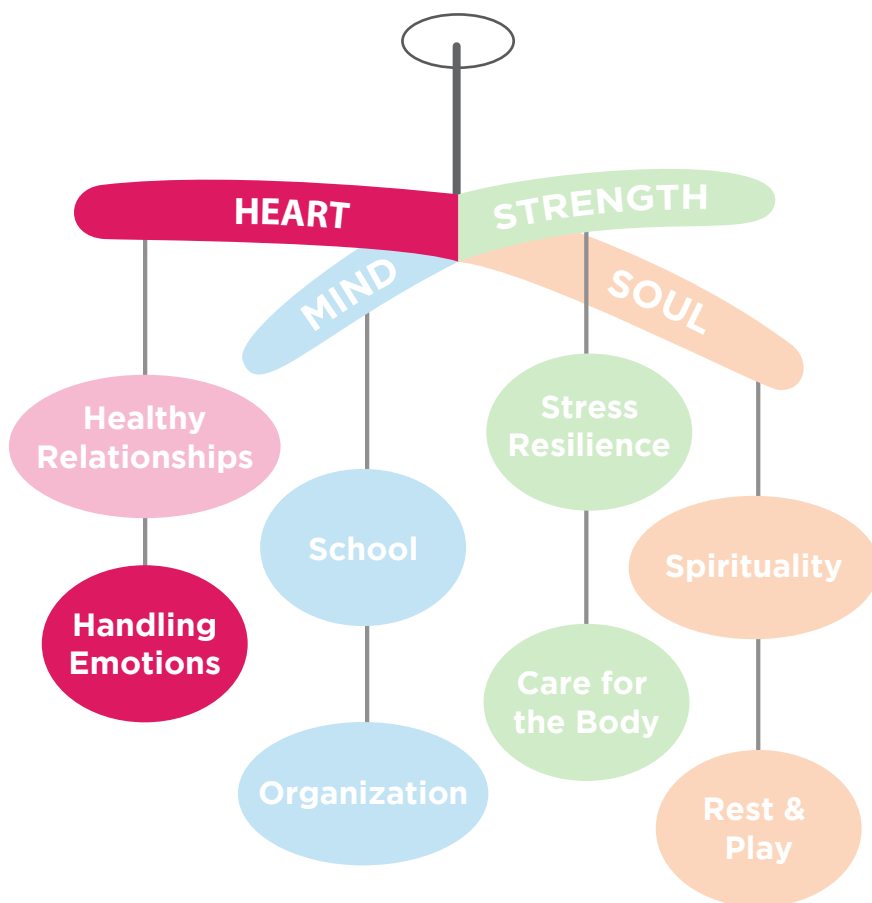 HEART
STRENGTH
MIND
SOUL
Healthy
Relationships
Handling
Emotions
School
Organization
Stress
Resilience
Care for
the Body
Spirituality
Rest &
Play